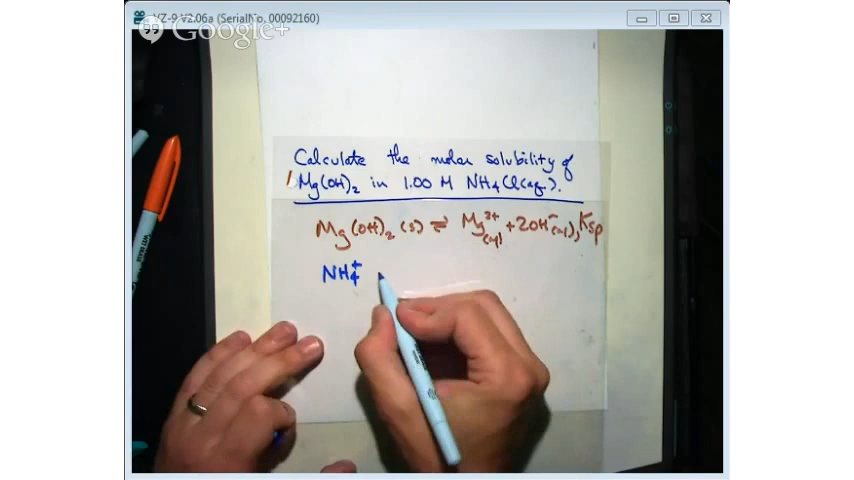 VZ-9 V2.06a (SerialNo. 00092160)
Google+
Calculate the molar solubility of
Mg(OH)₂ in 1.00 M NH₄Cl(aq.).
Mg(OH)₂(s) ⇌ Mg²⁺(aq) + 2OH⁻(aq), Ksp
NH₄⁺